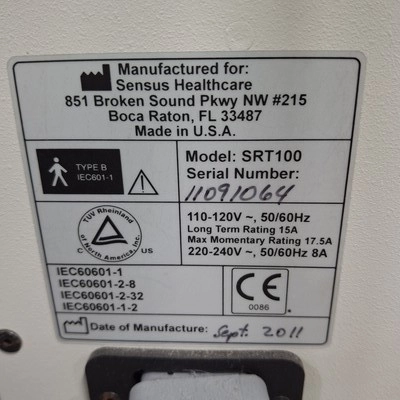 Manufactured for:
Sensus Healthcare
851 Broken Sound Pkwy NW #215
Boca Raton, FL 33487
Made in U.S.A.
TYPE B
IEC601-1
Model: SRT100
Serial Number:
11091064
TUV Rheinland
of North America, Inc.
C US
110-120V ~, 50/60Hz
Long Term Rating 15A
Max Momentary Rating 17.5A
220-240V ~, 50/60Hz 8A
IEC60601-1
IEC60601-2-8
IEC60601-2-32
IEC60601-1-2
CE
0086
Date of Manufacture: Sept. 2011